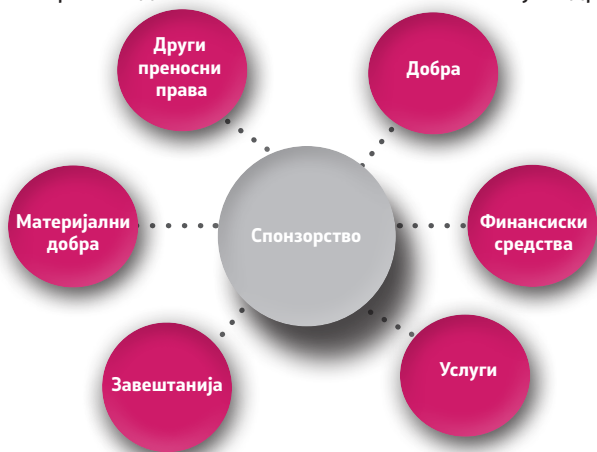 Други
преносни
права
Добра
Материјални
добра
Спонзорство
Финансиски
средства
Завештанија
Услуги